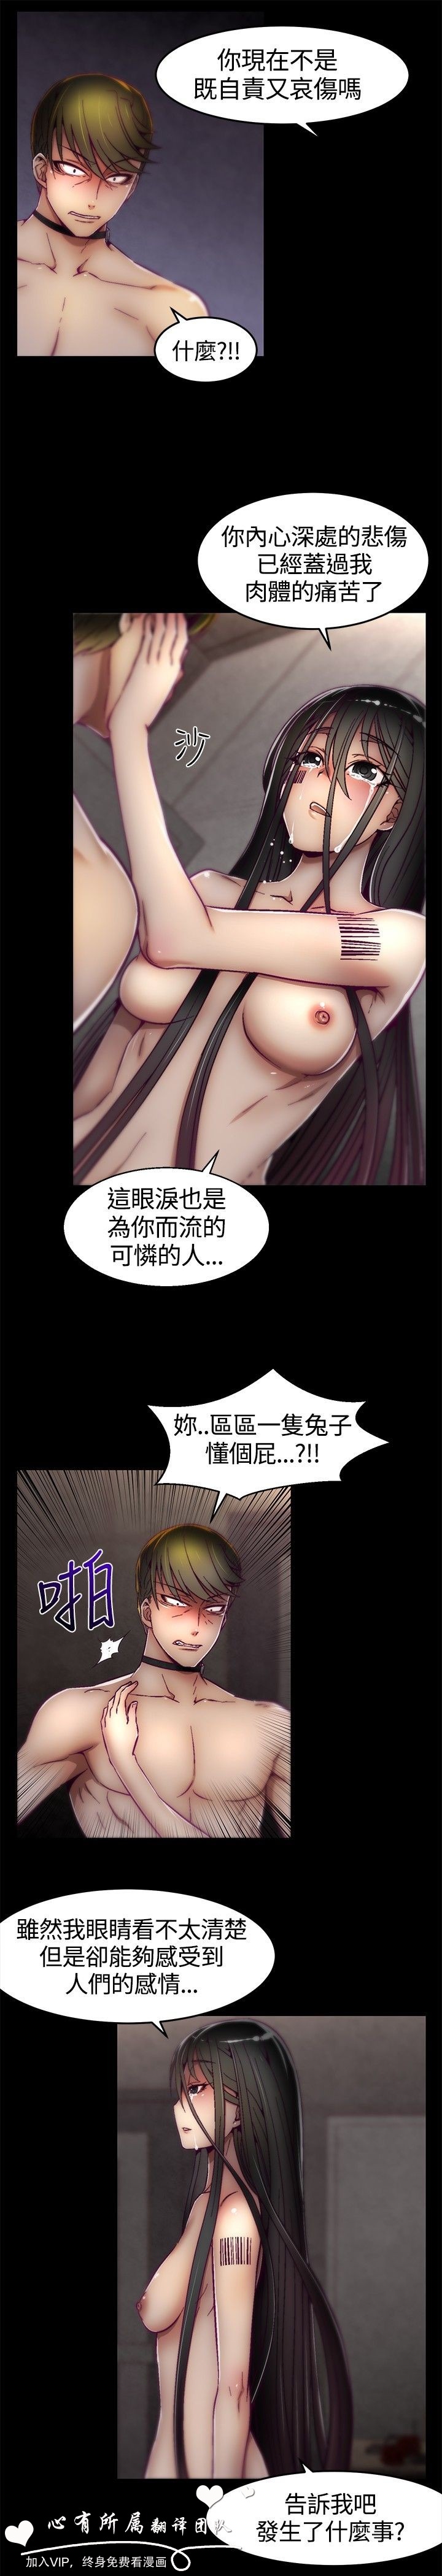 你現在不是
既自責又哀傷嗎
什麼?!!
你內心深處的悲傷
已經蓋過我
肉體的痛苦了
沙
這眼淚也是
為你而流的
可憐的人...
妳..區區一隻兔子
懂個屁...?!!
啪
雖然我眼睛看不太清楚
但是卻能夠感受到
人們的感情...
告訴我吧
發生了什麼事?
心有所属翻译团队
加入VIP，终身免费看漫画